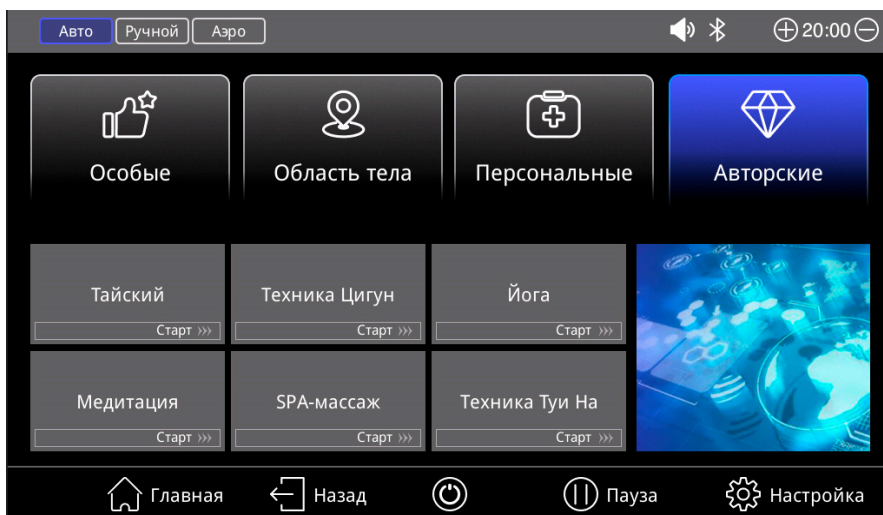 Авто Ручной Аэро 20:00
Особые Область тела Персональные Авторские
Тайский Техника Цигун Йога
Старт Старт Старт
Медитация SPA-массаж Техника Туи На
Старт Старт Старт
Главная Назад Пауза Настройка